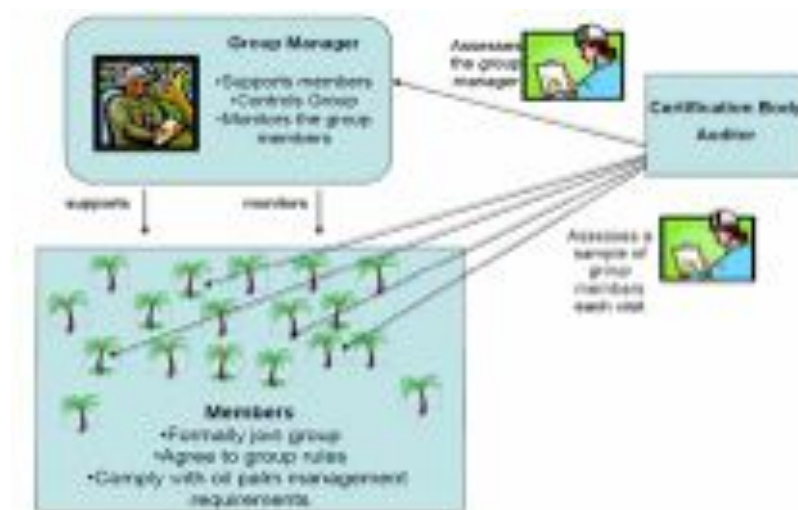 Group Manager
•Supports members
•Controls Group
•Monitors the group
members
Assesses
the group
manager
Certification Body
Auditor
supports
monitors
Assesses a
sample of
group
members
each visit
Members
•Formally join group
•Agree to group rules
•Comply with oil palm management
requirements